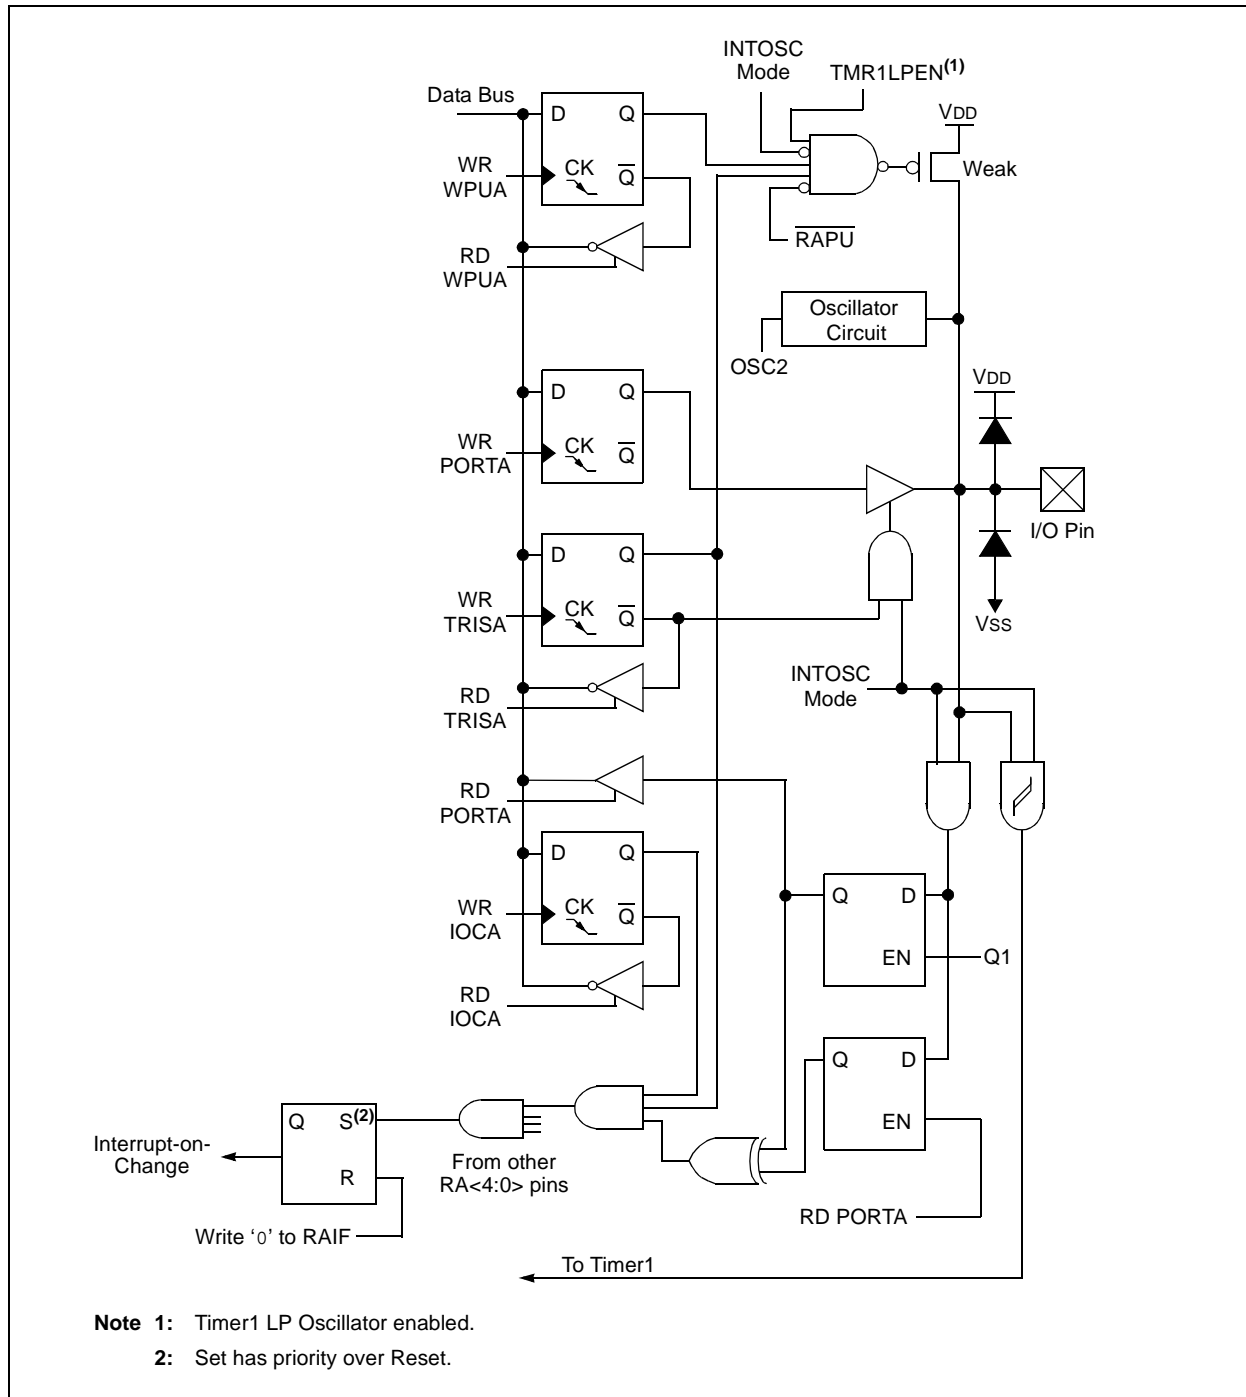 INTOSC
Mode
TMR1LPEN(1)
Data Bus
D Q
VDD
WR
WPUA
CK Q
Weak
RD
WPUA
RAPU
Oscillator
Circuit
OSC2
VDD
D Q
WR
PORTA
CK Q
I/O Pin
D Q
WR
TRISA
CK Q
VSS
INTOSC
Mode
RD
TRISA
RD
PORTA
D Q
WR
IOCA
CK Q
Q D
EN
Q1
RD
IOCA
Q D
EN
Q S(2)
R
Interrupt-on-
Change
From other
RA<4:0> pins
RD PORTA
Write ‘0’ to RAIF
To Timer1
Note 1: Timer1 LP Oscillator enabled.
2: Set has priority over Reset.